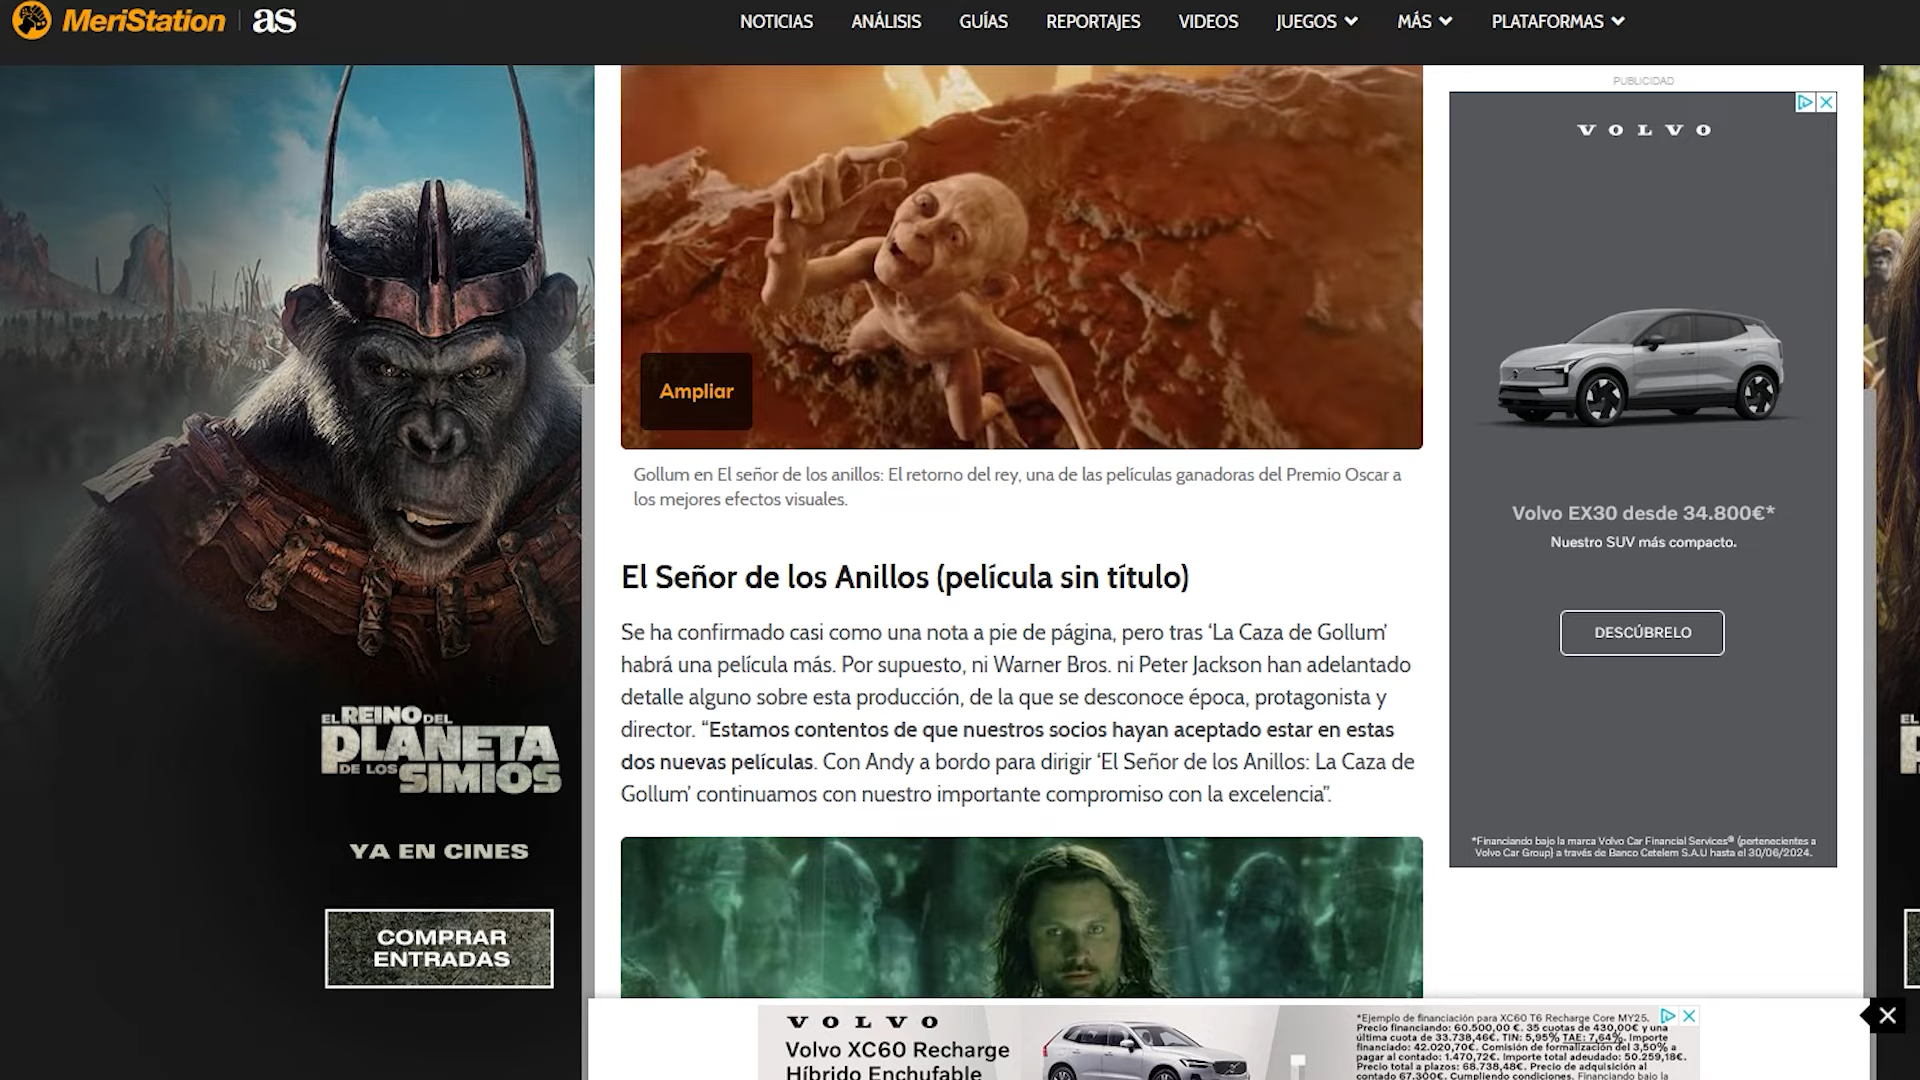 MeriStation as
NOTICIAS ANÁLISIS GUÍAS REPORTAJES VIDEOS JUEGOS MÁS PLATAFORMAS
EL REINO DEL
PLANETA
DE LOS SIMIOS
YA EN CINES
COMPRAR
ENTRADAS
Ampliar
Gollum en El señor de los anillos: El retorno del rey, una de las películas ganadoras del Premio Oscar a
los mejores efectos visuales.
El Señor de los Anillos (película sin título)
Se ha confirmado casi como una nota a pie de página, pero tras ‘La Caza de Gollum’
habrá una película más. Por supuesto, ni Warner Bros. ni Peter Jackson han adelantado
detalle alguno sobre esta producción, de la que se desconoce época, protagonista y
director. “Estamos contentos de que nuestros socios hayan aceptado estar en estas
dos nuevas películas. Con Andy a bordo para dirigir ‘El Señor de los Anillos: La Caza de
Gollum’ continuamos con nuestro importante compromiso con la excelencia”.
PUBLICIDAD
VOLVO
Volvo EX30 desde 34.800€*
Nuestro SUV más compacto.
DESCÚBRELO
*Financiando bajo la marca Volvo Car Financial Services® (pertenecientes a
Volvo Car Group) a través de Banco Cetelem S.A.U hasta el 30/06/2024.
VOLVO
Volvo XC60 Recharge
Híbrido Enchufable
*Ejemplo de financiación para XC60 T6 Recharge Core MY25.
Precio financiando: 60.500,00 €. 35 cuotas de 430,00€ y una
última cuota de 33.738,46€. TIN: 5,95% TAE: 7,64%. Importe
financiado: 42.020,70€. Comisión de formalización del 3,50% a
pagar al contado: 1.470,72€. Importe total adeudado: 50.259,18€.
Precio total a plazos: 68.738,48€. Precio de adquisición al
contado 67.300€. Cumpliendo condiciones. Financiando bajo la